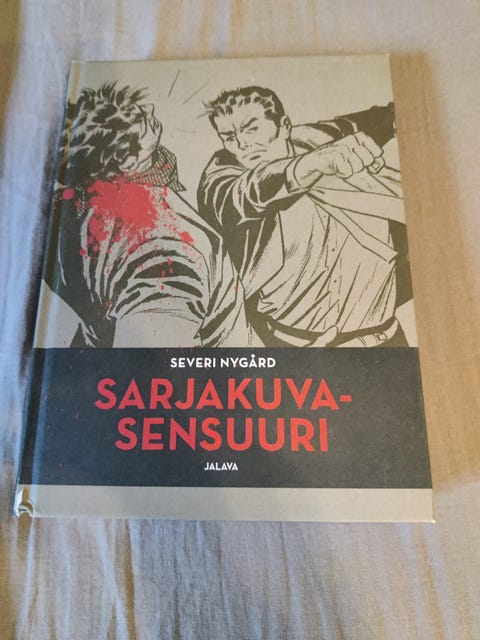 SEVERI NYGÅRD
SARJAKUVA-
SENSUURI
JALAVA